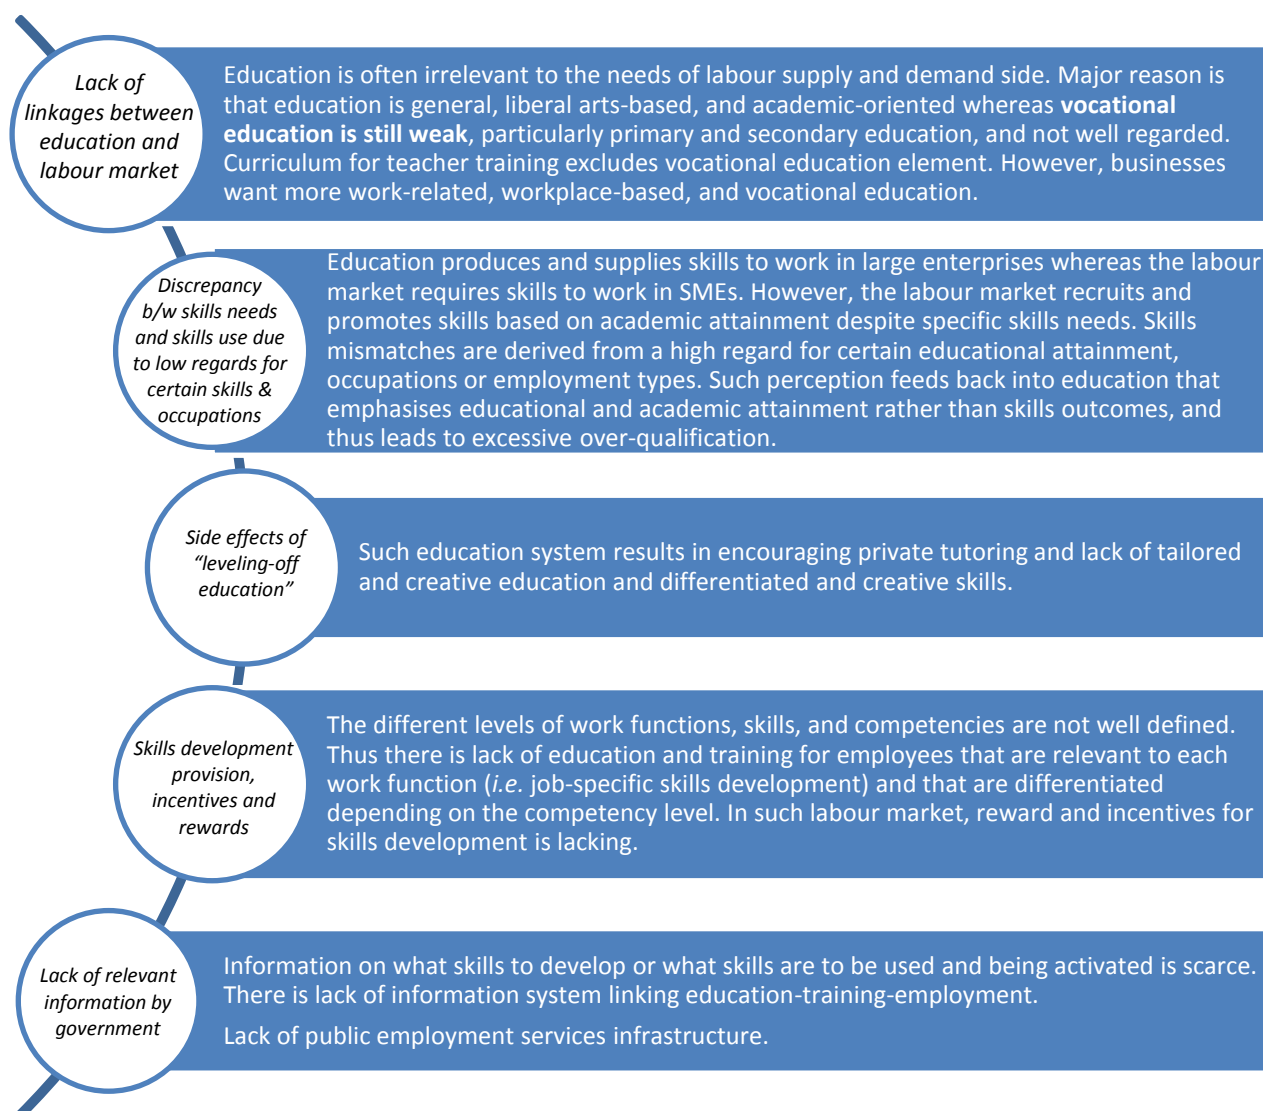 Lack of
linkages between
education and
labour market
Education is often irrelevant to the needs of labour supply and demand side. Major reason is
that education is general, liberal arts-based, and academic-oriented whereas vocational
education is still weak, particularly primary and secondary education, and not well regarded.
Curriculum for teacher training excludes vocational education element. However, businesses
want more work-related, workplace-based, and vocational education.
Discrepancy
b/w skills needs
and skills use due
to low regards for
certain skills &
occupations
Education produces and supplies skills to work in large enterprises whereas the labour
market requires skills to work in SMEs. However, the labour market recruits and
promotes skills based on academic attainment despite specific skills needs. Skills
mismatches are derived from a high regard for certain educational attainment,
occupations or employment types. Such perception feeds back into education that
emphasises educational and academic attainment rather than skills outcomes, and
thus leads to excessive over-qualification.
Side effects of
“leveling-off
education”
Such education system results in encouraging private tutoring and lack of tailored
and creative education and differentiated and creative skills.
Skills development
provision,
incentives and
rewards
The different levels of work functions, skills, and competencies are not well defined.
Thus there is lack of education and training for employees that are relevant to each
work function (i.e. job-specific skills development) and that are differentiated
depending on the competency level. In such labour market, reward and incentives for
skills development is lacking.
Lack of relevant
information by
government
Information on what skills to develop or what skills are to be used and being activated is scarce.
There is lack of information system linking education-training-employment.
Lack of public employment services infrastructure.